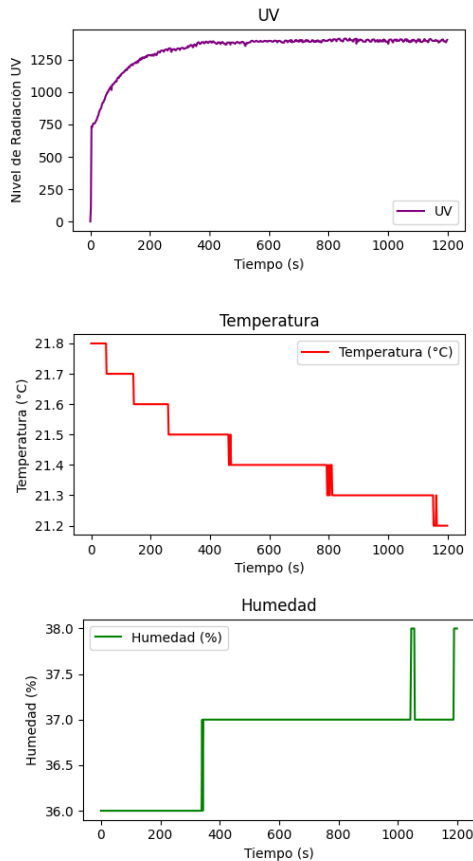 UV
Nivel de Radiación UV
1250
1000
750
500
250
0
UV
0 200 400 600 800 1000 1200
Tiempo (s)
Temperatura
Temperatura (°C)
21.8
21.7
21.6
21.5
21.4
21.3
21.2
Temperatura (°C)
0 200 400 600 800 1000 1200
Tiempo (s)
Humedad
Humedad (%)
38.0
37.5
37.0
36.5
36.0
Humedad (%)
0 200 400 600 800 1000 1200
Tiempo (s)